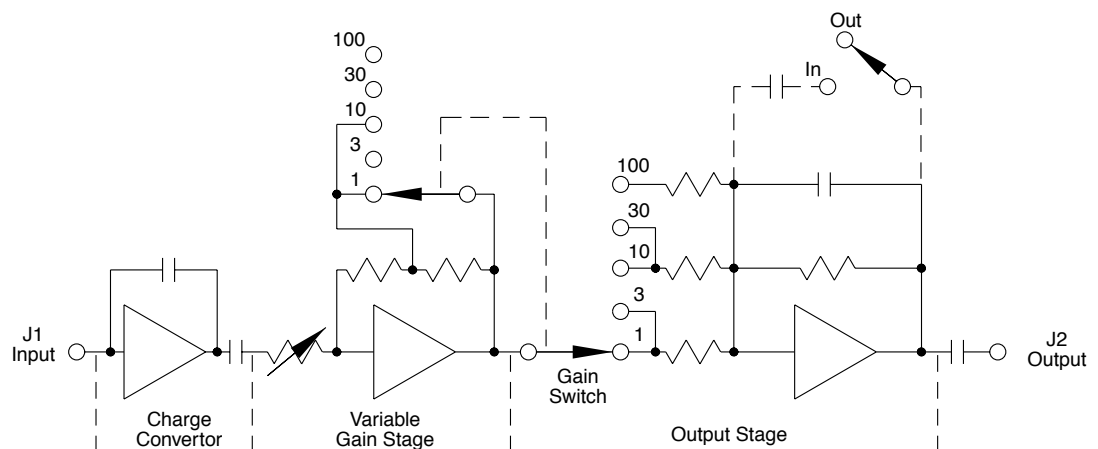 Out
In
100
30
10
3
1
100
30
10
3
1
J1
Input
J2
Output
Gain
Switch
Charge
Convertor
Variable
Gain Stage
Output Stage